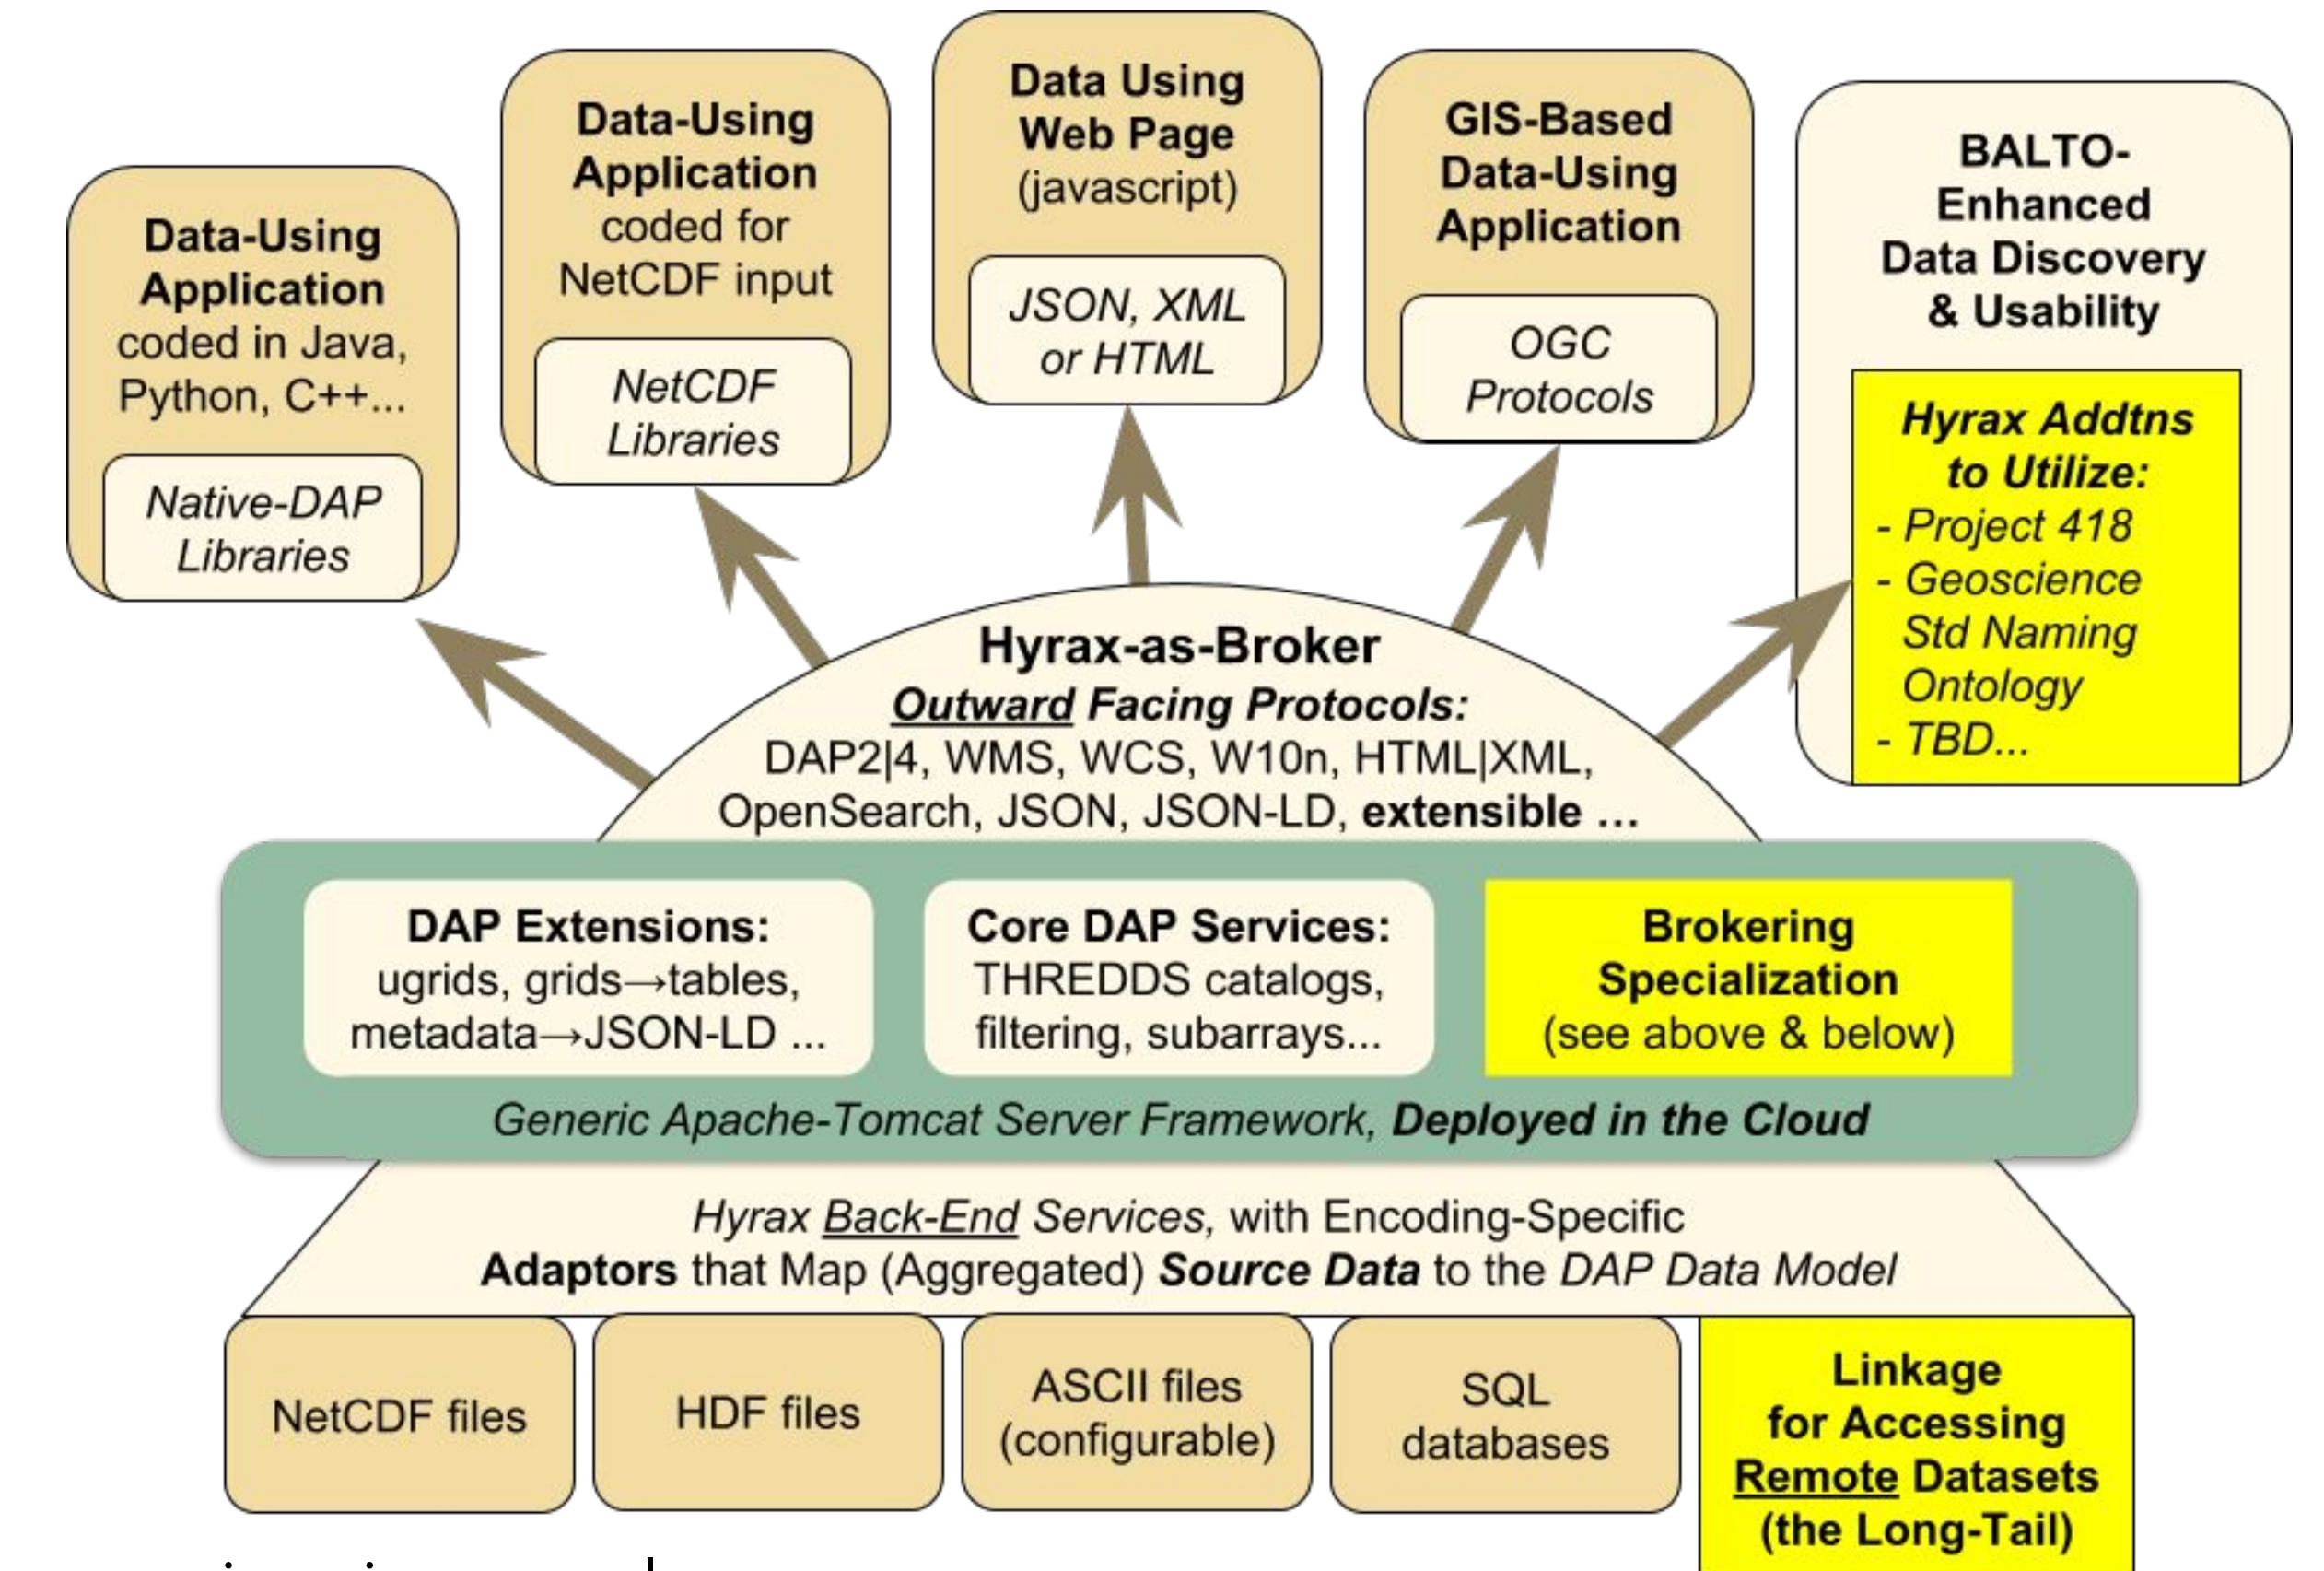 Data-Using
Application
coded in Java,
Python, C++...
Native-DAP
Libraries
Data-Using
Application
coded for
NetCDF input
NetCDF
Libraries
Data Using
Web Page
(javascript)
JSON, XML
or HTML
GIS-Based
Data-Using
Application
OGC
Protocols
BALTO-
Enhanced
Data Discovery
& Usability
Hyrax Addtns
to Utilize:
- Project 418
- Geoscience
Std Naming
Ontology
- TBD...
Hyrax-as-Broker
Outward Facing Protocols:
DAP2|4, WMS, WCS, W10n, HTML|XML,
OpenSearch, JSON, JSON-LD, extensible ...
DAP Extensions:
ugrids, grids→tables,
metadata→JSON-LD ...
Core DAP Services:
THREDDS catalogs,
filtering, subarrays...
Brokering
Specialization
(see above & below)
Generic Apache-Tomcat Server Framework, Deployed in the Cloud
Hyrax Back-End Services, with Encoding-Specific
Adaptors that Map (Aggregated) Source Data to the DAP Data Model
NetCDF files
HDF files
ASCII files
(configurable)
SQL
databases
Linkage
for Accessing
Remote Datasets
(the Long-Tail)